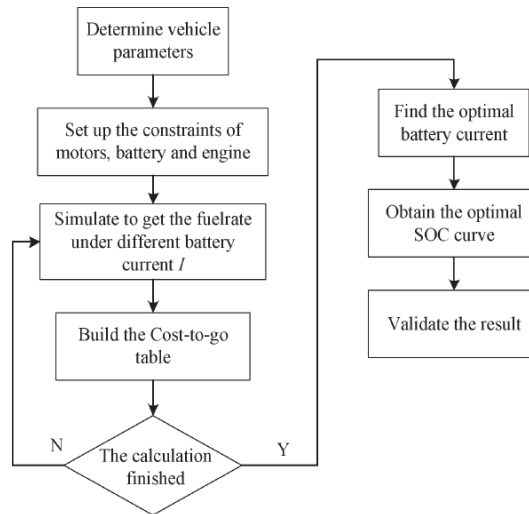 Determine vehicle
parameters
Set up the constraints of
motors, battery and engine
Simulate to get the fuelrate
under different battery
current I
Build the Cost-to-go
table
The calculation
finished
N
Y
Find the optimal
battery current
Obtain the optimal
SOC curve
Validate the result